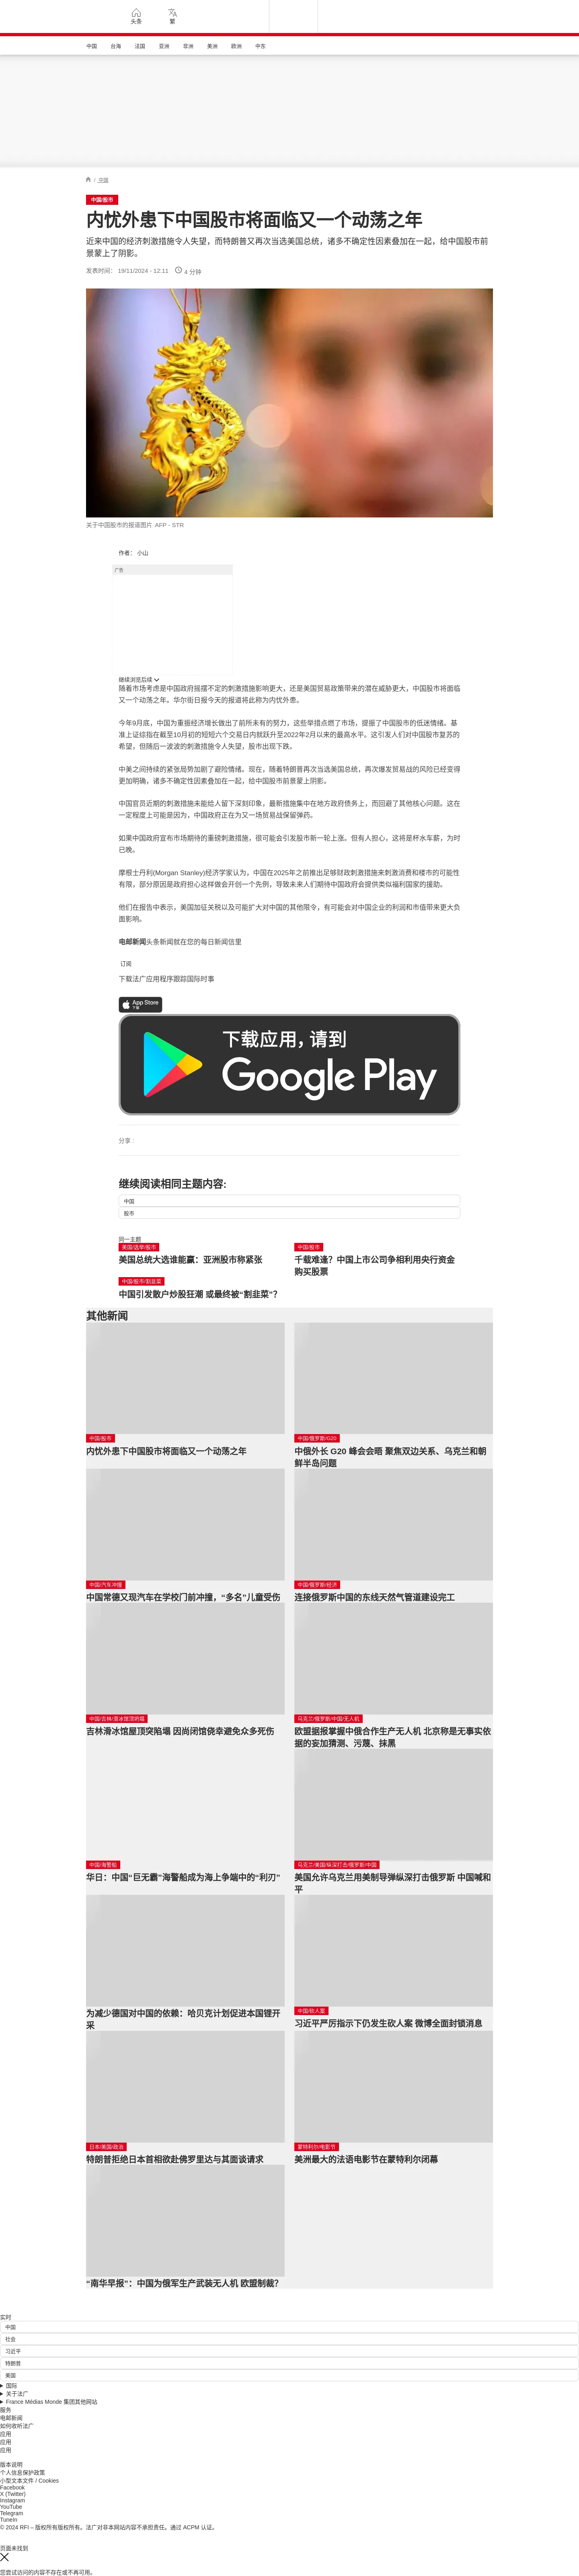 头条
繁
中国
台海
法国
亚洲
非洲
美洲
欧洲
中东
/ 中国
中国/股市
内忧外患下中国股市将面临又一个动荡之年
近来中国的经济刺激措施令人失望，而特朗普又再次当选美国总统，诸多不确定性因素叠加在一起，给中国股市前
景蒙上了阴影。
发表时间： 19/11/2024 - 12:11 4 分钟
关于中国股市的报道图片 AFP - STR
作者： 小山
广告
继续浏览后续
随着市场考虑是中国政府摇摆不定的刺激措施影响更大，还是美国贸易政策带来的潜在威胁更大，中国股市将面临
又一个动荡之年。华尔街日报今天的报道将此称为内忧外患。
今年9月底，中国为重振经济增长做出了前所未有的努力，这些举措点燃了市场，提振了中国股市的低迷情绪。基
准上证综指在截至10月初的短短六个交易日内就跃升至2022年2月以来的最高水平。这引发人们对中国股市复苏的
希望，但随后一波波的刺激措施令人失望，股市出现下跌。
中美之间持续的紧张局势加剧了避险情绪。现在，随着特朗普再次当选美国总统，再次爆发贸易战的风险已经变得
更加明确，诸多不确定性因素叠加在一起，给中国股市前景蒙上阴影。
中国官员近期的刺激措施未能给人留下深刻印象，最新措施集中在地方政府债务上，而回避了其他核心问题。这在
一定程度上可能是因为，中国政府正在为又一场贸易战保留弹药。
如果中国政府宣布市场期待的重磅刺激措施，很可能会引发股市新一轮上涨。但有人担心，这将是杯水车薪，为时
已晚。
摩根士丹利(Morgan Stanley)经济学家认为，中国在2025年之前推出足够财政刺激措施来刺激消费和楼市的可能性
有限，部分原因是政府担心这样做会开创一个先例，导致未来人们期待中国政府会提供类似福利国家的援助。
他们在报告中表示，美国加征关税以及可能扩大对中国的其他限令，有可能会对中国企业的利润和市值带来更大负
面影响。
电邮新闻头条新闻就在您的每日新闻信里
订阅
下载法广应用程序跟踪国际时事
App Store
下载
下载应用，请到
Google Play
分享 :
继续阅读相同主题内容:
中国
股市
同一主题
美国/选举/股市
美国总统大选谁能赢：亚洲股市称紧张
中国/股市
千载难逢？中国上市公司争相利用央行资金
购买股票
中国/股市/割韭菜
中国引发散户炒股狂潮 或最终被“割韭菜”？
其他新闻
中国/股市
内忧外患下中国股市将面临又一个动荡之年
中国/俄罗斯/G20
中俄外长 G20 峰会会晤 聚焦双边关系、乌克兰和朝
鲜半岛问题
中国/汽车冲撞
中国常德又现汽车在学校门前冲撞，“多名”儿童受伤
中国/俄罗斯/经济
连接俄罗斯中国的东线天然气管道建设完工
中国/吉林/滑冰馆顶坍塌
吉林滑冰馆屋顶突陷塌 因尚闭馆侥幸避免众多死伤
乌克兰/俄罗斯/中国/无人机
欧盟据报掌握中俄合作生产无人机 北京称是无事实依
据的妄加猜测、污蔑、抹黑
中国/海警船
华日：中国“巨无霸”海警船成为海上争端中的“利刃”
乌克兰/美国/纵深打击/俄罗斯/中国
美国允许乌克兰用美制导弹纵深打击俄罗斯 中国喊和
平
为减少德国对中国的依赖：哈贝克计划促进本国锂开
采
中国/砍人案
习近平严厉指示下仍发生砍人案 微博全面封锁消息
日本/美国/政治
特朗普拒绝日本首相欲赴佛罗里达与其面谈请求
蒙特利尔/电影节
美洲最大的法语电影节在蒙特利尔闭幕
“南华早报”：中国为俄军生产武装无人机 欧盟制裁？
实时
中国
社会
习近平
特朗普
美国
国际
关于法广
France Médias Monde 集团其他网站
服务
电邮新闻
如何收听法广
应用
应用
应用
版本说明
个人信息保护政策
小型文本文件 / Cookies
Facebook
X (Twitter)
Instagram
YouTube
Telegram
TuneIn
© 2024 RFI – 版权所有版权所有。法广对非本网站内容不承担责任。通过 ACPM 认证。
页面未找到
您尝试访问的内容不存在或不再可用。